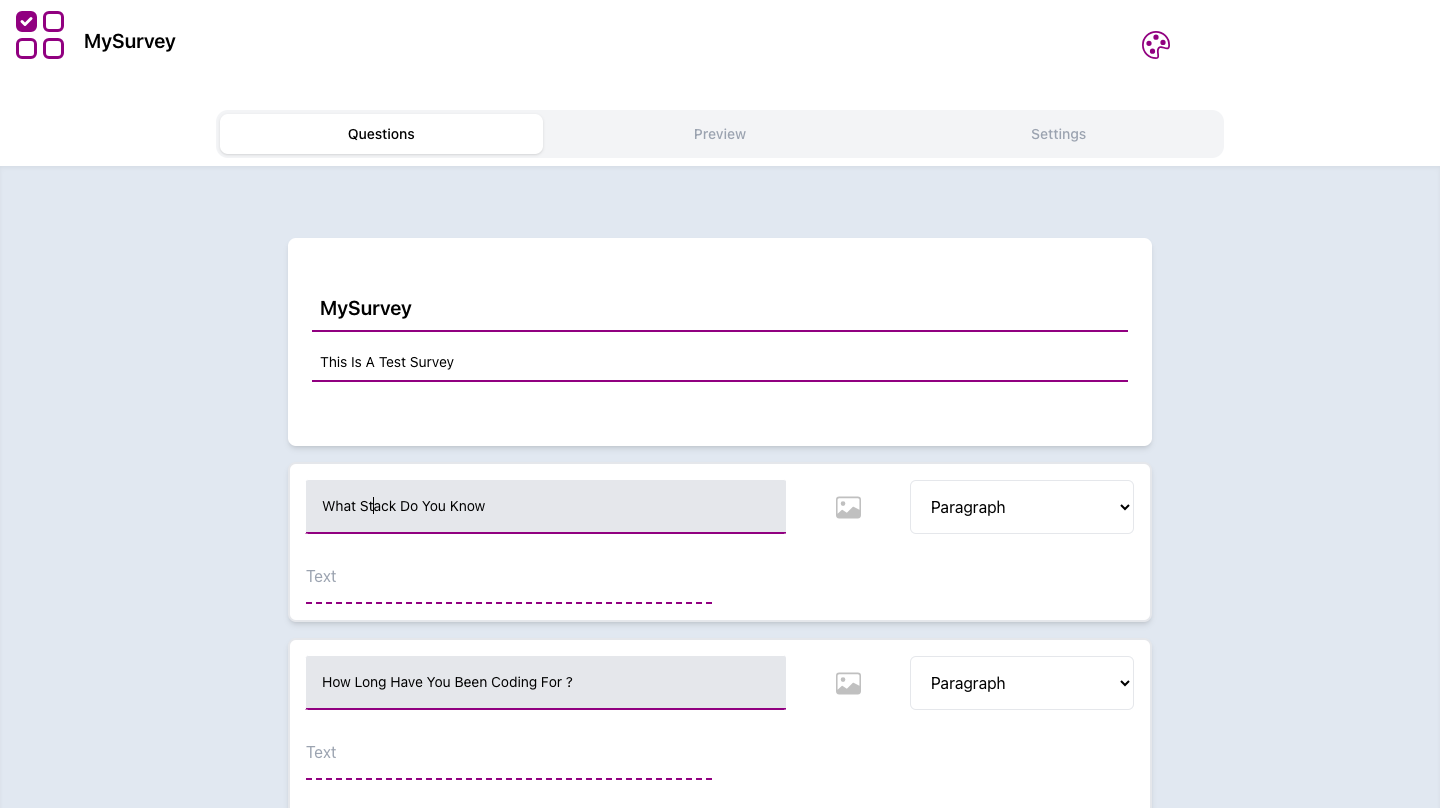 MySurvey
Questions
Preview
Settings
MySurvey
This Is A Test Survey
What Stack Do You Know
Paragraph
Text
How Long Have You Been Coding For ?
Paragraph
Text